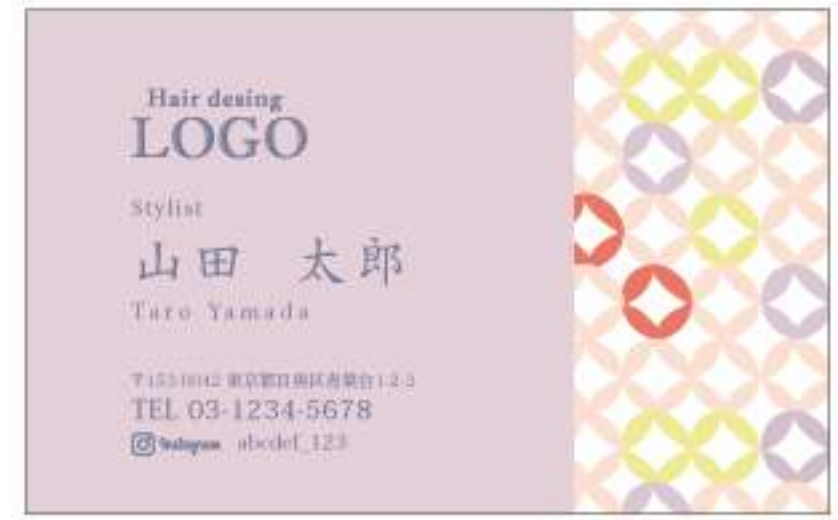 Hair desing
LOGO
Stylist
山田 太郎
Taro Yamada
〒153-0042 東京都目黒区青葉台1-2-3
TEL 03-1234-5678
Instagram abcdef_123